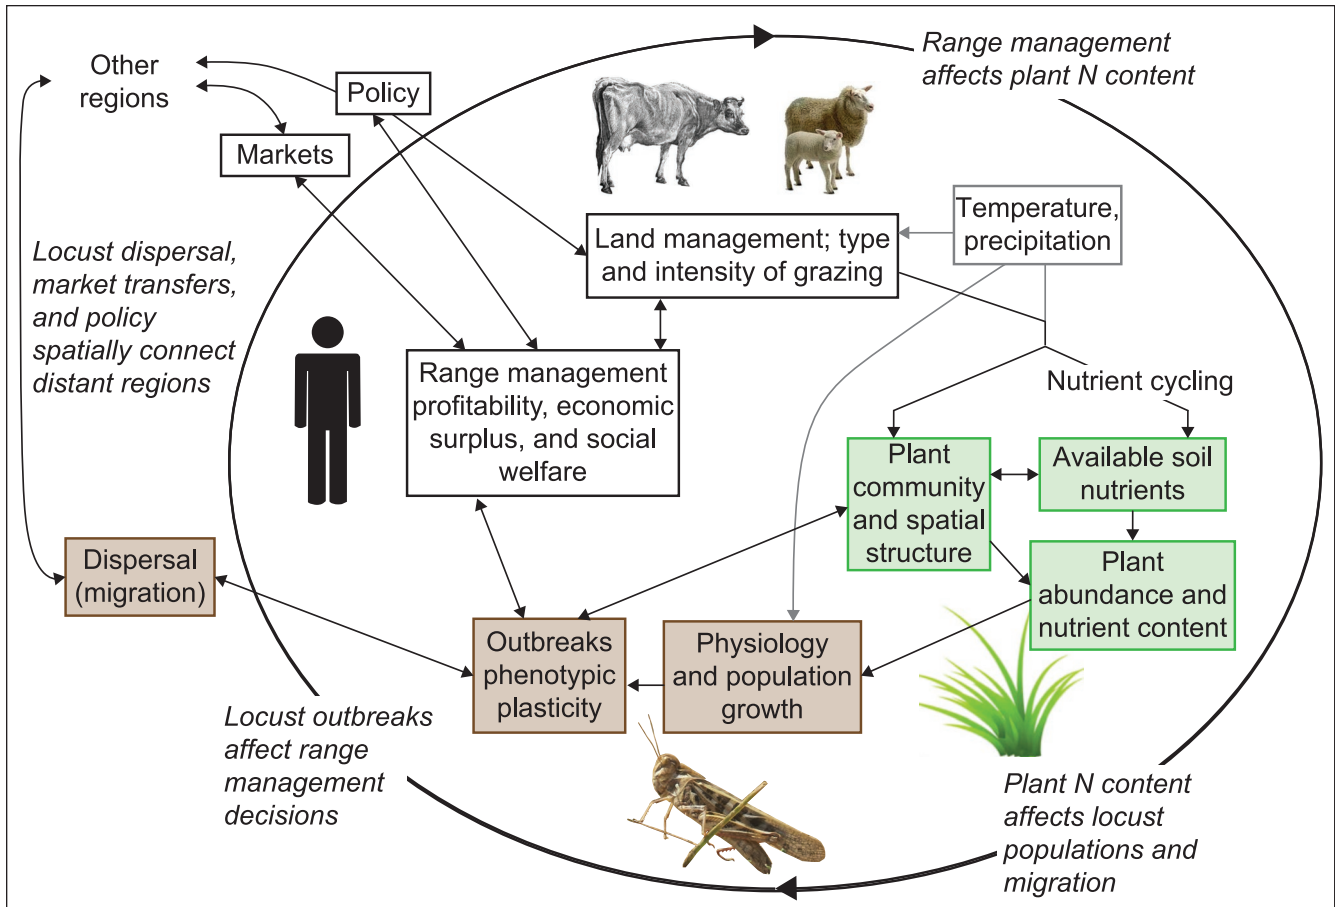 Other
regions
Policy
Markets
Range management
affects plant N content
Temperature,
precipitation
Land management; type
and intensity of grazing
Locust dispersal,
market transfers,
and policy
spatially connect
distant regions
Range management
profitability, economic
surplus, and social
welfare
Nutrient cycling
Plant
community
and spatial
structure
Available soil
nutrients
Plant
abundance and
nutrient content
Dispersal
(migration)
Outbreaks
phenotypic
plasticity
Physiology
and population
growth
Locust outbreaks
affect range
management
decisions
Plant N content
affects locust
populations and
migration